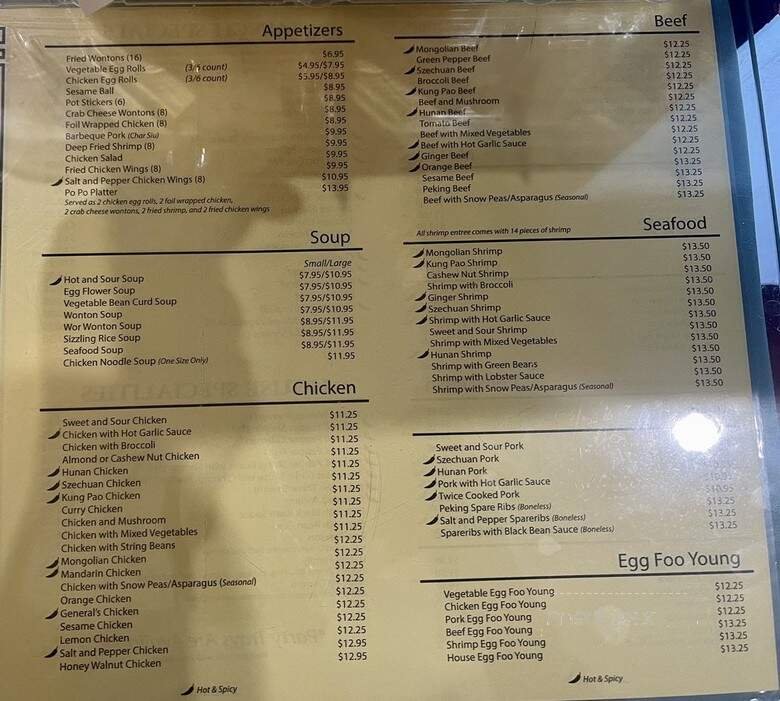 Appetizers
Fried Wontons (16) $6.95
Vegetable Egg Rolls (3/6 count) $4.95/$7.95
Chicken Egg Rolls (3/6 count) $5.95/$8.95
Sesame Ball $8.95
Pot Stickers (6) $8.95
Crab Cheese Wontons (8) $8.95
Foil Wrapped Chicken (8) $8.95
Barbeque Pork (Char Siu) $9.95
Deep Fried Shrimp (8) $9.95
Chicken Salad $9.95
Fried Chicken Wings (8) $9.95
Salt and Pepper Chicken Wings (8) $10.95
Po Po Platter $13.95
Served as 2 chicken egg rolls, 2 foil wrapped chicken,
2 crab cheese wontons, 2 fried shrimp, and 2 fried chicken wings
Soup
Small/Large
Hot and Sour Soup $7.95/$10.95
Egg Flower Soup $7.95/$10.95
Vegetable Bean Curd Soup $7.95/$10.95
Wonton Soup $7.95/$10.95
Wor Wonton Soup $8.95/$11.95
Sizzling Rice Soup $8.95/$11.95
Seafood Soup $8.95/$11.95
Chicken Noodle Soup (One Size Only) $11.95
Chicken
Sweet and Sour Chicken $11.25
Chicken with Hot Garlic Sauce $11.25
Chicken with Broccoli $11.25
Almond or Cashew Nut Chicken $11.25
Hunan Chicken $11.25
Szechuan Chicken $11.25
Kung Pao Chicken $11.25
Curry Chicken $11.25
Chicken and Mushroom $11.25
Chicken with Mixed Vegetables $11.25
Chicken with String Beans $12.25
Mongolian Chicken $12.25
Mandarin Chicken $12.25
Chicken with Snow Peas/Asparagus (Seasonal) $12.25
Orange Chicken $12.25
General's Chicken $12.25
Sesame Chicken $12.25
Lemon Chicken $12.25
Salt and Pepper Chicken $12.95
Honey Walnut Chicken $12.95
Hot & Spicy
Beef
Mongolian Beef $12.25
Green Pepper Beef $12.25
Szechuan Beef $12.25
Broccoli Beef $12.25
Kung Pao Beef $12.25
Beef and Mushroom $12.25
Hunan Beef $12.25
Tomato Beef $12.25
Beef with Mixed Vegetables $12.25
Beef with Hot Garlic Sauce $12.25
Ginger Beef $12.25
Orange Beef $13.25
Sesame Beef $13.25
Peking Beef $13.25
Beef with Snow Peas/Asparagus (Seasonal) $13.25
Seafood
All shrimp entree comes with 14 pieces of shrimp
Mongolian Shrimp $13.50
Kung Pao Shrimp $13.50
Cashew Nut Shrimp $13.50
Shrimp with Broccoli $13.50
Ginger Shrimp $13.50
Szechuan Shrimp $13.50
Shrimp with Hot Garlic Sauce $13.50
Sweet and Sour Shrimp $13.50
Shrimp with Mixed Vegetables $13.50
Hunan Shrimp $13.50
Shrimp with Green Beans $13.50
Shrimp with Lobster Sauce $13.50
Shrimp with Snow Peas/Asparagus (Seasonal) $13.50
Sweet and Sour Pork
Szechuan Pork
Hunan Pork
Pork with Hot Garlic Sauce
Twice Cooked Pork $10.95
Peking Spare Ribs (Boneless) $13.25
Salt and Pepper Spareribs (Boneless) $13.25
Spareribs with Black Bean Sauce (Boneless) $13.25
Egg Foo Young
Vegetable Egg Foo Young $12.25
Chicken Egg Foo Young $12.25
Pork Egg Foo Young $12.25
Beef Egg Foo Young $13.25
Shrimp Egg Foo Young $13.25
House Egg Foo Young $13.25
Hot & Spicy